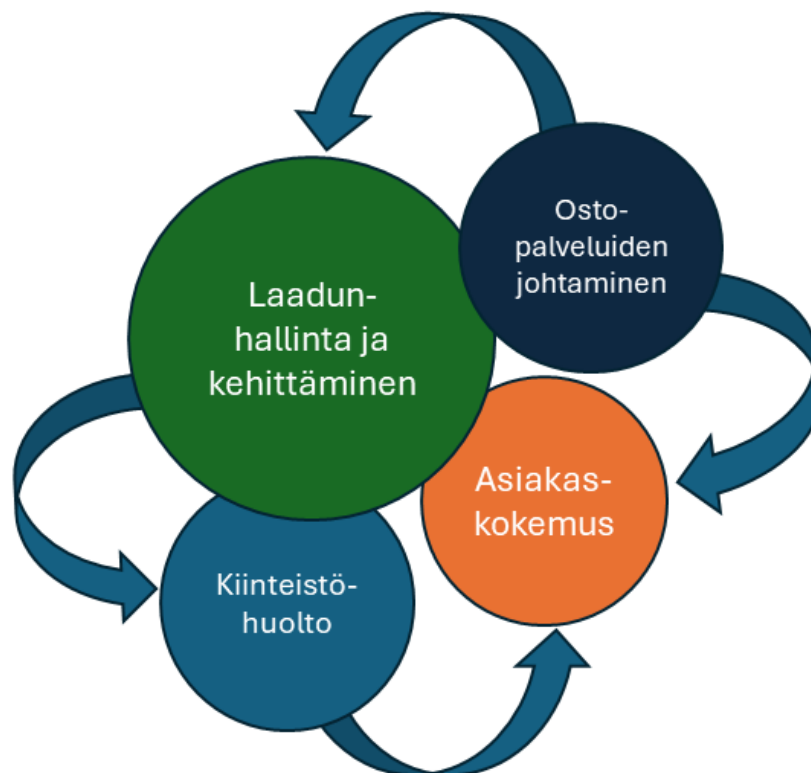 Osto-
palveluiden
johtaminen
Laadun-
hallinta ja
kehittäminen
Asiakas-
kokemus
Kiinteistö-
huolto